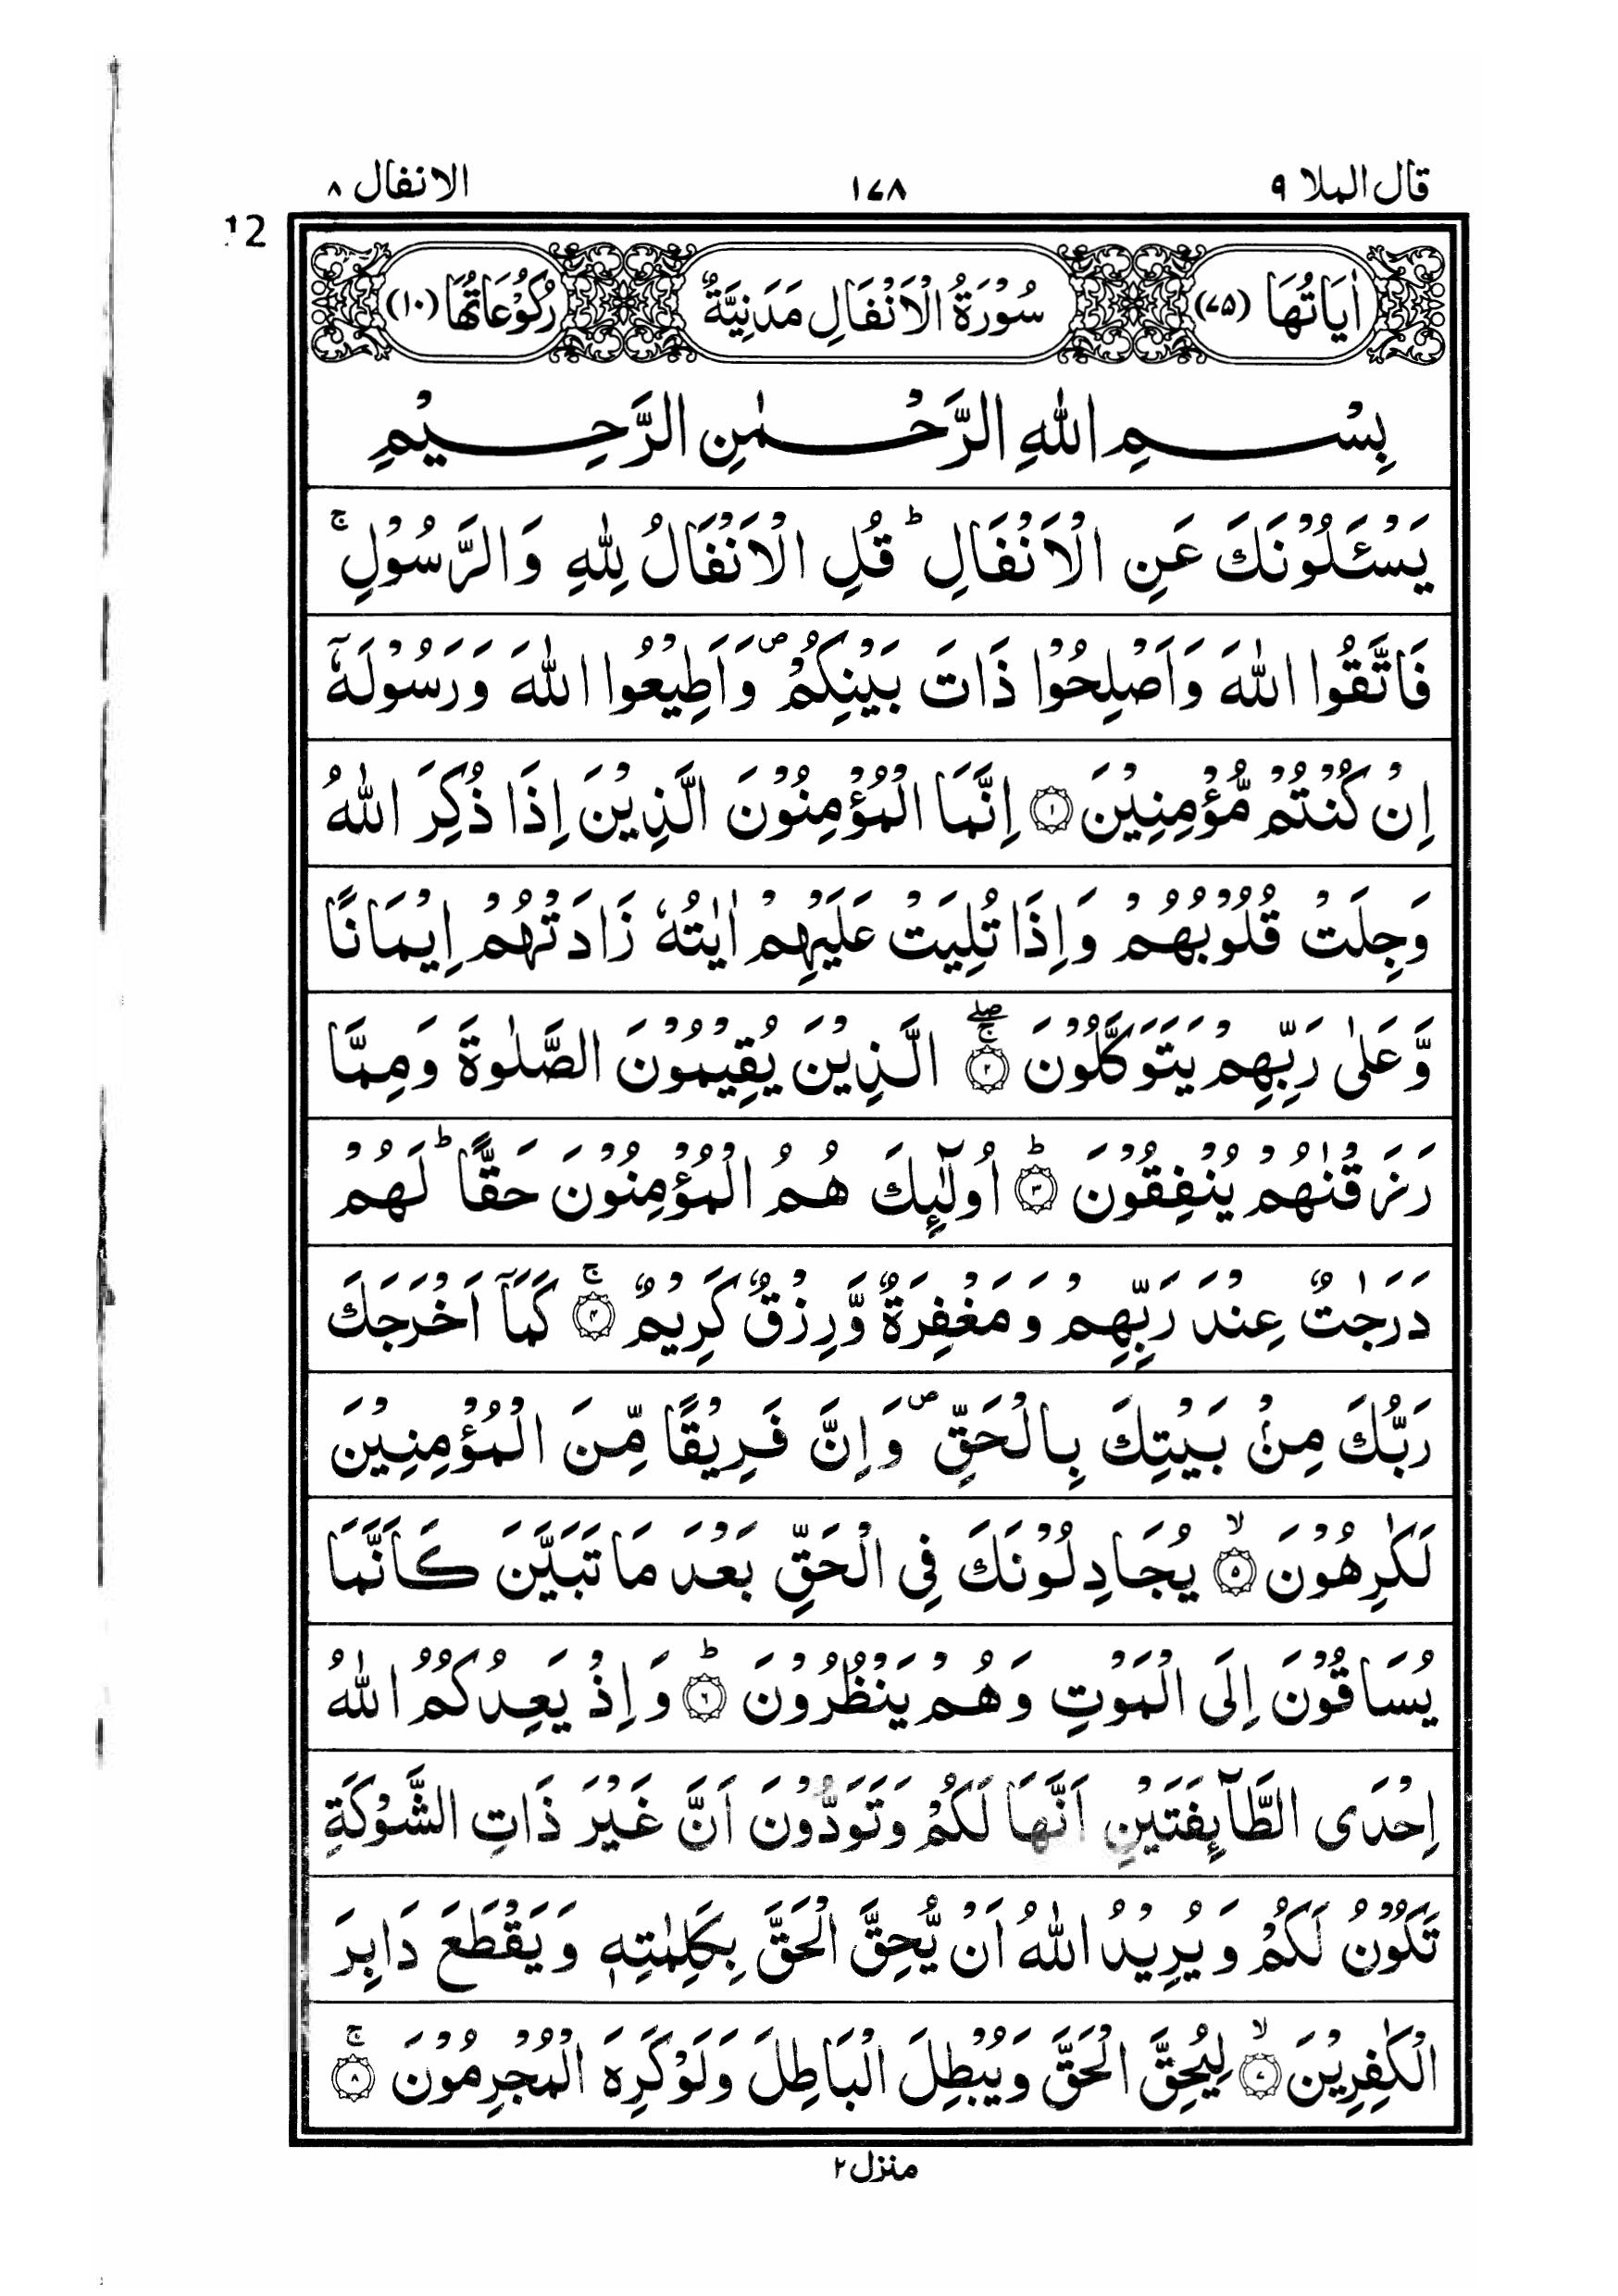 قال الملا ٩ ١٧٨ الانفال ٨
12
اٰيَاتُهَا (٧٥) سُوْرَةُ الْاَنْفَالِ مَدَنِيَّةٌ رُكُوْعَاتُهَا (١٠)
بِسْمِ اللّٰهِ الرَّحْمٰنِ الرَّحِيْمِ
يَسْـَٔلُوْنَكَ عَنِ الْاَنْفَالِ ؕ قُلِ الْاَنْفَالُ لِلّٰهِ وَالرَّسُوْلِ ۚ
فَاتَّقُوا اللّٰهَ وَاَصْلِحُوْا ذَاتَ بَيْنِكُمْ ۪ وَاَطِيْعُوا اللّٰهَ وَرَسُوْلَهٗۤ
اِنْ كُنْتُمْ مُّؤْمِنِيْنَ ۝١ اِنَّمَا الْمُؤْمِنُوْنَ الَّذِيْنَ اِذَا ذُكِرَ اللّٰهُ
وَجِلَتْ قُلُوْبُهُمْ وَاِذَا تُلِيَتْ عَلَيْهِمْ اٰيٰتُهٗ زَادَتْهُمْ اِيْمَانًا
وَّعَلٰى رَبِّهِمْ يَتَوَكَّلُوْنَ ۝٢ ۚۖ الَّذِيْنَ يُقِيْمُوْنَ الصَّلٰوةَ وَمِمَّا
رَزَقْنٰهُمْ يُنْفِقُوْنَ ۝٣ ؕ اُولٰٓئِكَ هُمُ الْمُؤْمِنُوْنَ حَقًّا ؕ لَهُمْ
دَرَجٰتٌ عِنْدَ رَبِّهِمْ وَمَغْفِرَةٌ وَّرِزْقٌ كَرِيْمٌ ۝٤ ۚ كَمَاۤ اَخْرَجَكَ
رَبُّكَ مِنْۢ بَيْتِكَ بِالْحَقِّ ۪ وَاِنَّ فَرِيْقًا مِّنَ الْمُؤْمِنِيْنَ
لَكٰرِهُوْنَ ۝٥ ۙ يُجَادِلُوْنَكَ فِى الْحَقِّ بَعْدَ مَا تَبَيَّنَ كَاَنَّمَا
يُسَاقُوْنَ اِلَى الْمَوْتِ وَهُمْ يَنْظُرُوْنَ ۝٦ ؕ وَاِذْ يَعِدُكُمُ اللّٰهُ
اِحْدَى الطَّآئِفَتَيْنِ اَنَّهَا لَكُمْ وَتَوَدُّوْنَ اَنَّ غَيْرَ ذَاتِ الشَّوْكَةِ
تَكُوْنُ لَكُمْ وَيُرِيْدُ اللّٰهُ اَنْ يُّحِقَّ الْحَقَّ بِكَلِمٰتِهٖ وَيَقْطَعَ دَابِرَ
الْكٰفِرِيْنَ ۝٧ ۙ لِيُحِقَّ الْحَقَّ وَيُبْطِلَ الْبَاطِلَ وَلَوْ كَرِهَ الْمُجْرِمُوْنَ ۝٨ ۚ
منزل ٢